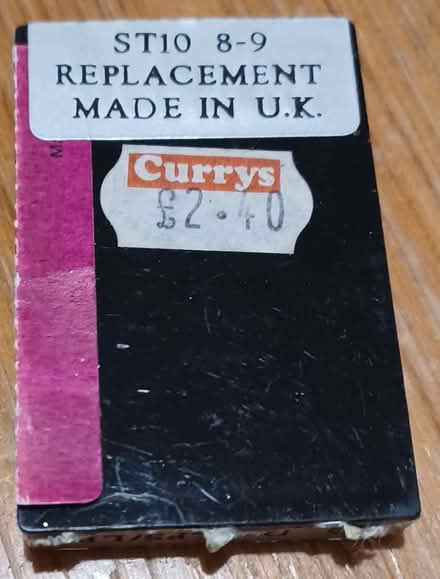 ST10 8-9
REPLACEMENT
MADE IN U.K.
Currys
£2.40